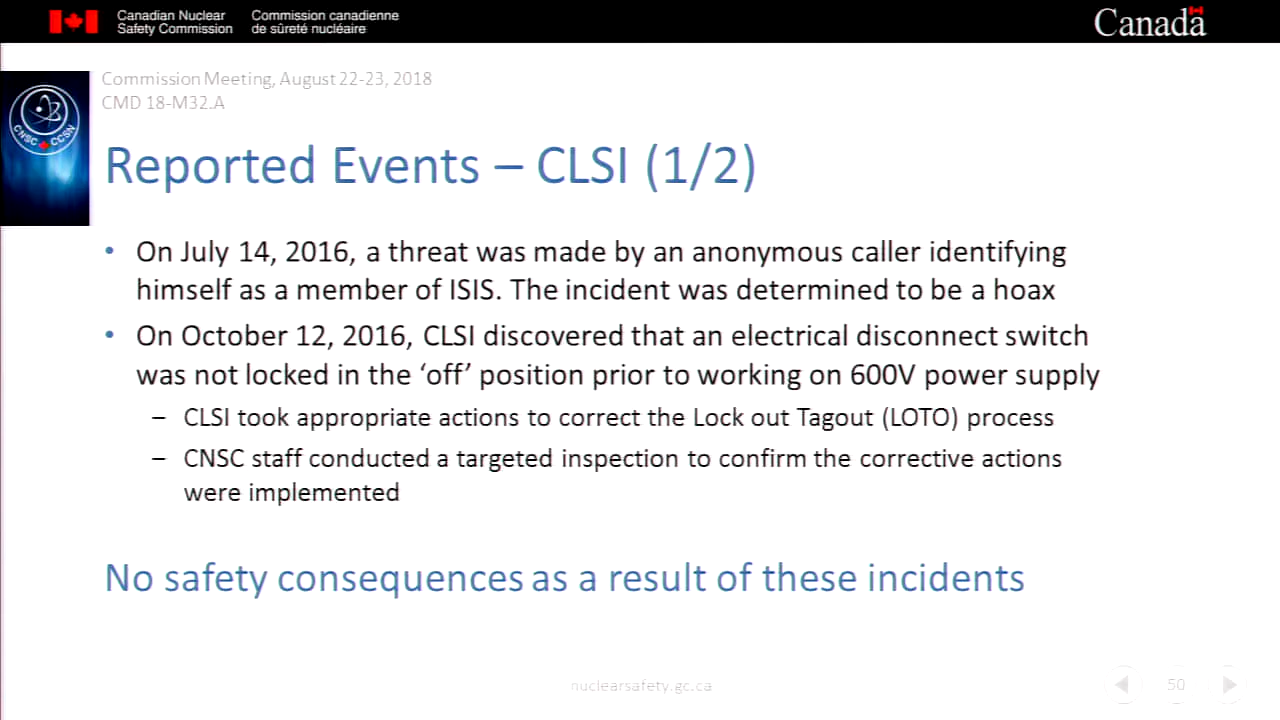 Canadian Nuclear Commission canadienne
Safety Commission de sûreté nucléaire
Canada
Commission Meeting, August 22-23, 2018
CMD 18-M32.A
CNSC CCSN
Reported Events – CLSI (1/2)
• On July 14, 2016, a threat was made by an anonymous caller identifying
himself as a member of ISIS. The incident was determined to be a hoax
• On October 12, 2016, CLSI discovered that an electrical disconnect switch
was not locked in the ‘off’ position prior to working on 600V power supply
– CLSI took appropriate actions to correct the Lock out Tagout (LOTO) process
– CNSC staff conducted a targeted inspection to confirm the corrective actions
were implemented
No safety consequences as a result of these incidents
nuclearsafety.gc.ca
50